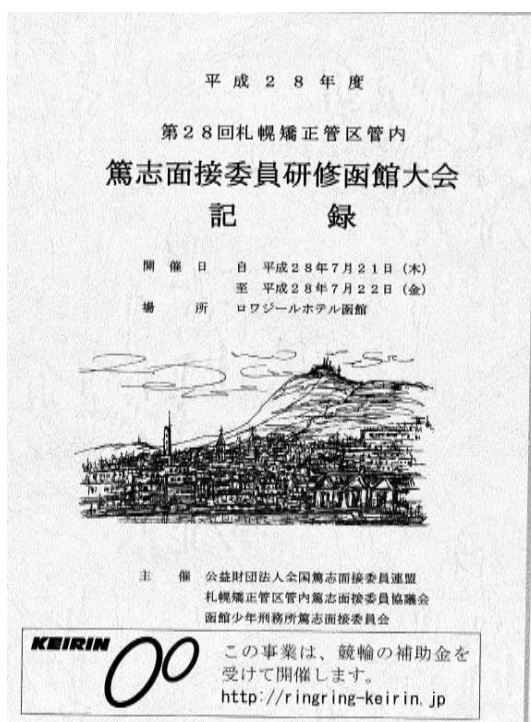 平成２８年度
第２８回札幌矯正管区管内
篤志面接委員研修函館大会
記　録
開　催　日　自　平成２８年７月２１日（木）
至　平成２８年７月２２日（金）
場　　所　ロワジールホテル函館
主　催　公益財団法人全国篤志面接委員連盟
札幌矯正管区管内篤志面接委員協議会
函館少年刑務所篤志面接委員会
KEIRIN
この事業は、競輪の補助金を
受けて開催します。
http://ringring-keirin.jp